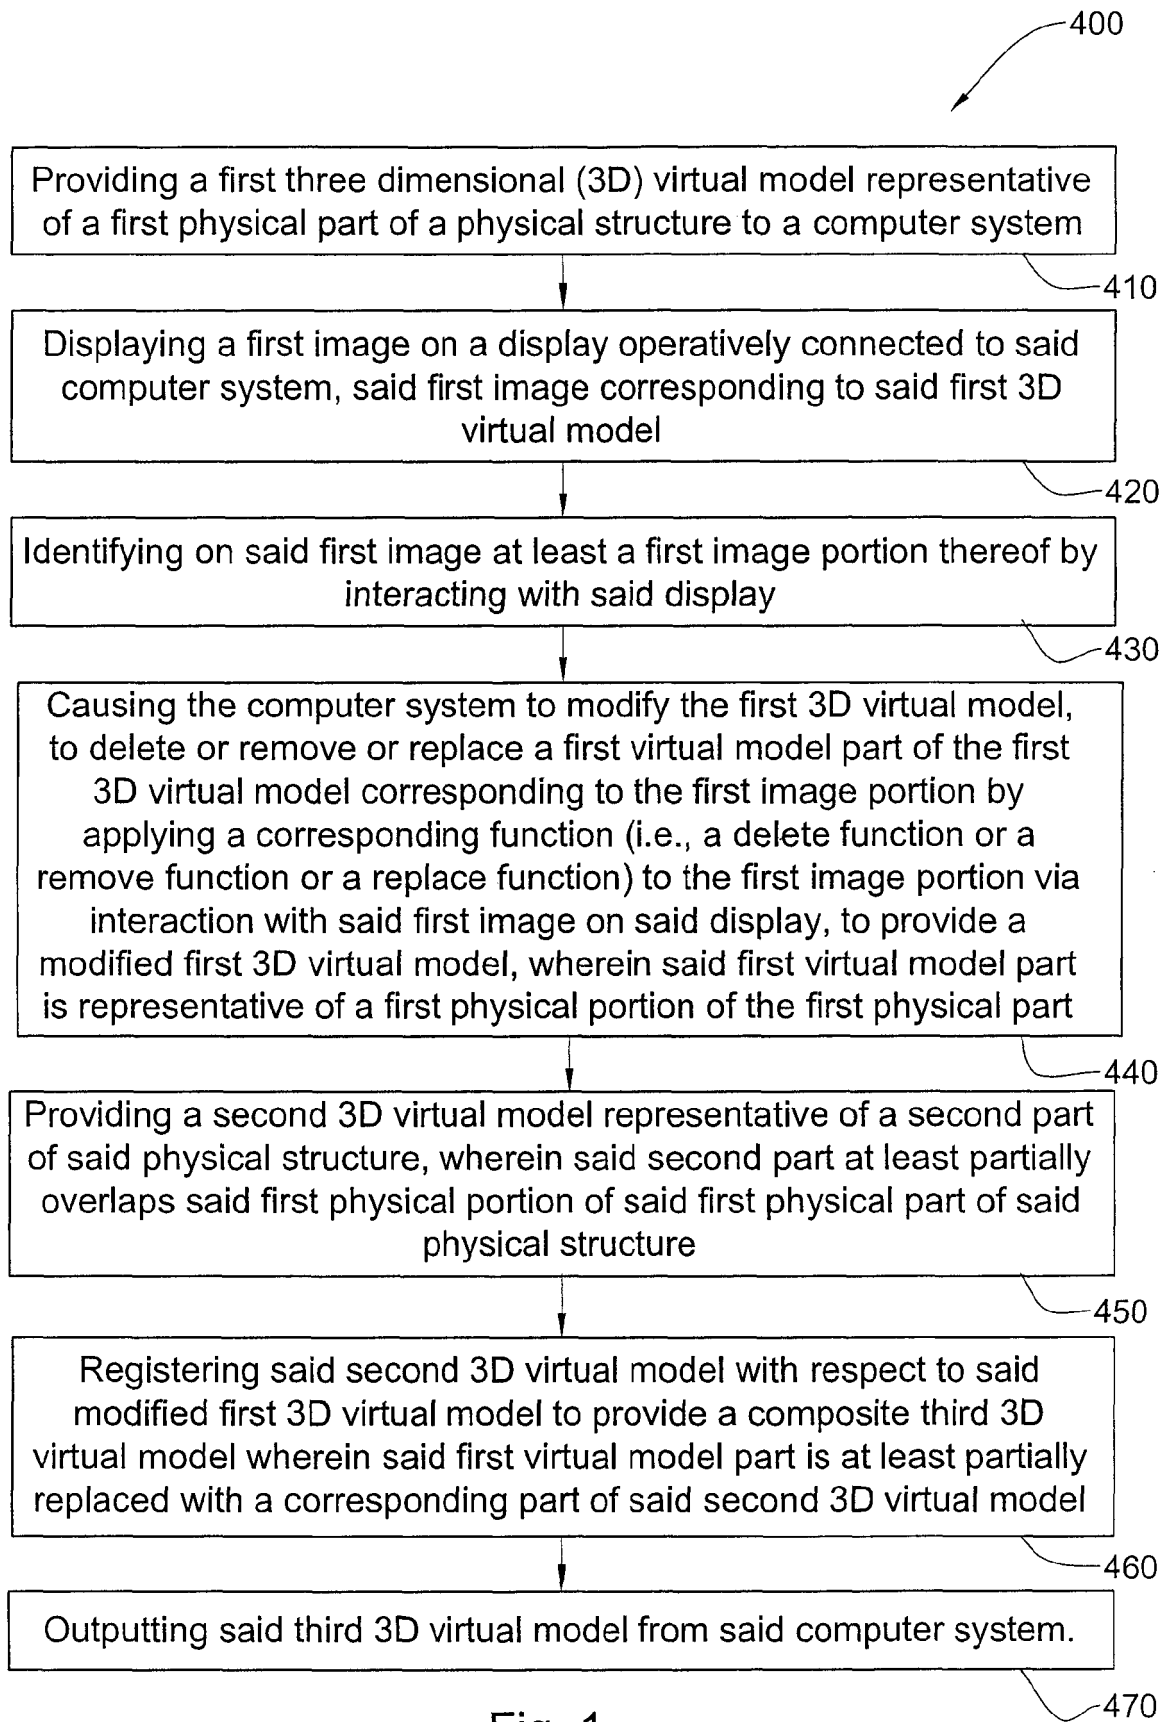 400
Providing a first three dimensional (3D) virtual model representative
of a first physical part of a physical structure to a computer system
410
Displaying a first image on a display operatively connected to said
computer system, said first image corresponding to said first 3D
virtual model
420
Identifying on said first image at least a first image portion thereof by
interacting with said display
430
Causing the computer system to modify the first 3D virtual model,
to delete or remove or replace a first virtual model part of the first
3D virtual model corresponding to the first image portion by
applying a corresponding function (i.e., a delete function or a
remove function or a replace function) to the first image portion via
interaction with said first image on said display, to provide a
modified first 3D virtual model, wherein said first virtual model part
is representative of a first physical portion of the first physical part
440
Providing a second 3D virtual model representative of a second part
of said physical structure, wherein said second part at least partially
overlaps said first physical portion of said first physical part of said
physical structure
450
Registering said second 3D virtual model with respect to said
modified first 3D virtual model to provide a composite third 3D
virtual model wherein said first virtual model part is at least partially
replaced with a corresponding part of said second 3D virtual model
460
Outputting said third 3D virtual model from said computer system.
470
Fig. 1